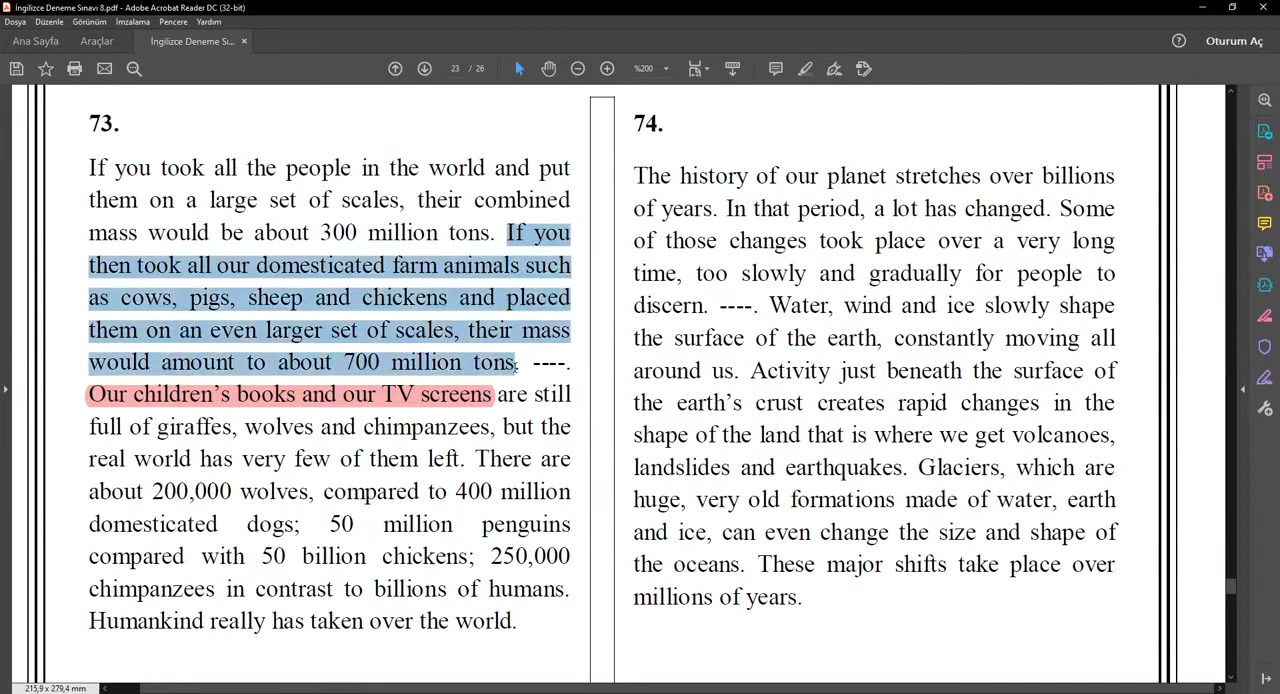 İngilizce Deneme Sınavı 8.pdf - Adobe Acrobat Reader DC (32-bit)
Dosya Düzenle Görünüm İmzalama Pencere Yardım
Ana Sayfa Araçlar İngilizce Deneme Sı... × Oturum Aç
23 / 26 %200
73.
If you took all the people in the world and put
them on a large set of scales, their combined
mass would be about 300 million tons. If you
then took all our domesticated farm animals such
as cows, pigs, sheep and chickens and placed
them on an even larger set of scales, their mass
would amount to about 700 million tons. ----.
Our children's books and our TV screens are still
full of giraffes, wolves and chimpanzees, but the
real world has very few of them left. There are
about 200,000 wolves, compared to 400 million
domesticated dogs; 50 million penguins
compared with 50 billion chickens; 250,000
chimpanzees in contrast to billions of humans.
Humankind really has taken over the world.
74.
The history of our planet stretches over billions
of years. In that period, a lot has changed. Some
of those changes took place over a very long
time, too slowly and gradually for people to
discern. ----. Water, wind and ice slowly shape
the surface of the earth, constantly moving all
around us. Activity just beneath the surface of
the earth's crust creates rapid changes in the
shape of the land that is where we get volcanoes,
landslides and earthquakes. Glaciers, which are
huge, very old formations made of water, earth
and ice, can even change the size and shape of
the oceans. These major shifts take place over
millions of years.
215,9 x 279,4 mm